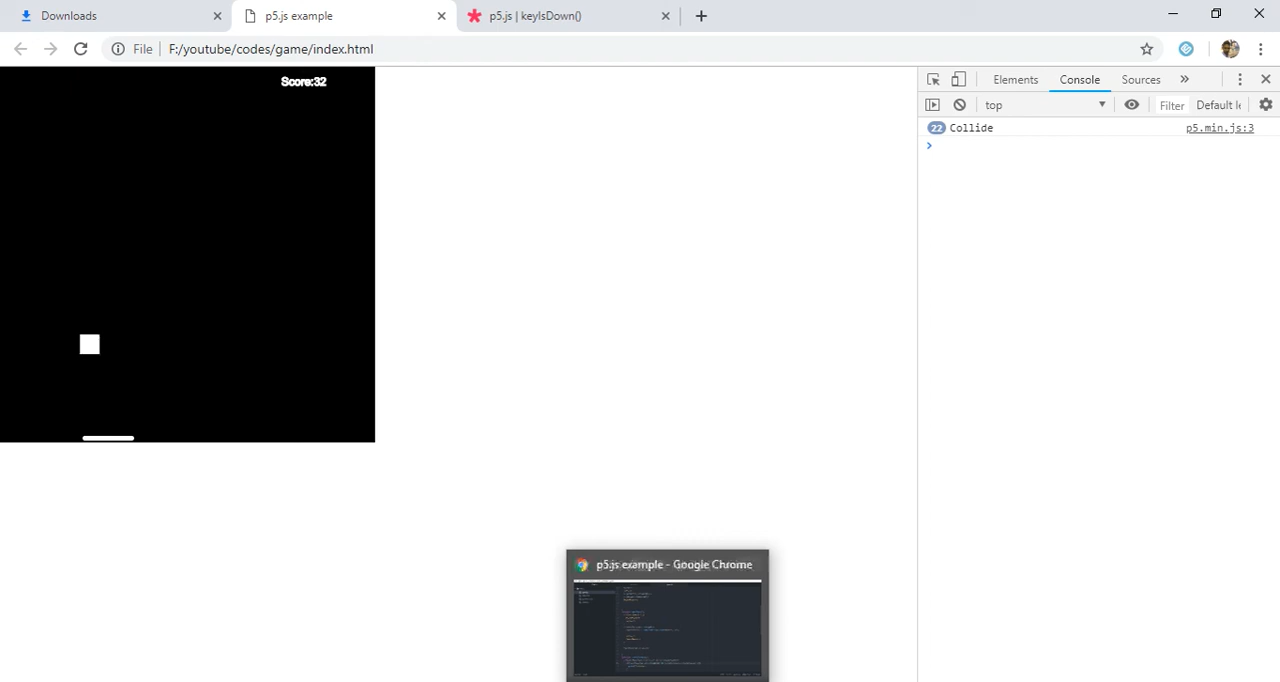 Downloads
p5.js example
p5.js | keyIsDown()
File
F:/youtube/codes/game/index.html
Score:32
Elements
Console
Sources
top
Filter
Default
22 Collide
p5.min.js:3
p5.js example - Google Chrome